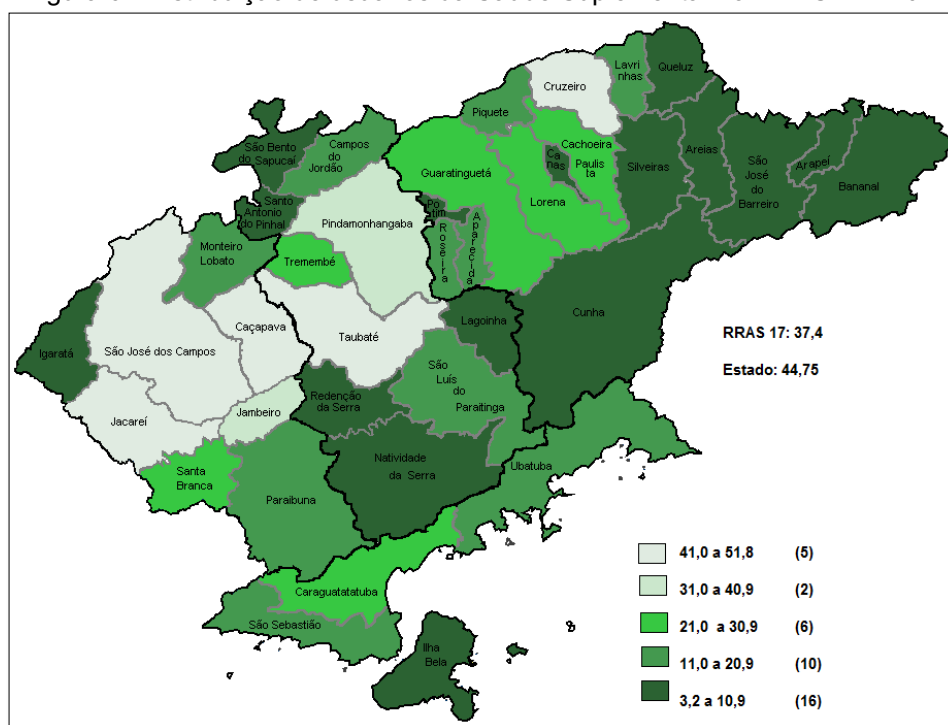 Cruzeiro
Lavri
nhas
Queluz
Piquete
São Bento
do Sapucaí
Campos
do
Jordão
Cachoeira
Paulis
ta
Ca
nas
Guaratinguetá
Silveiras
Areias
São
José
do
Barreiro
Arapeí
Bananal
Lorena
Santo
Antonio
do Pinhal
Pindamonhangaba
Po
tim
R
o
s
e
i
r
a
A
p
a
r
e
c
i
d
a
Monteiro
Lobato
Tremembé
Cunha
Lagoinha
Caçapava
Taubaté
Igaratá
São José dos Campos
RRAS 17: 37,4
Estado: 44,75
São
Luís
do
Paraitinga
Redenção
da Serra
Jacareí
Jambeiro
Natividade
da Serra
Ubatuba
Santa
Branca
Paraibuna
Caraguatatatuba
São Sebastião
Ilha
Bela
41,0 a 51,8 (5)
31,0 a 40,9 (2)
21,0 a 30,9 (6)
11,0 a 20,9 (10)
3,2 a 10,9 (16)